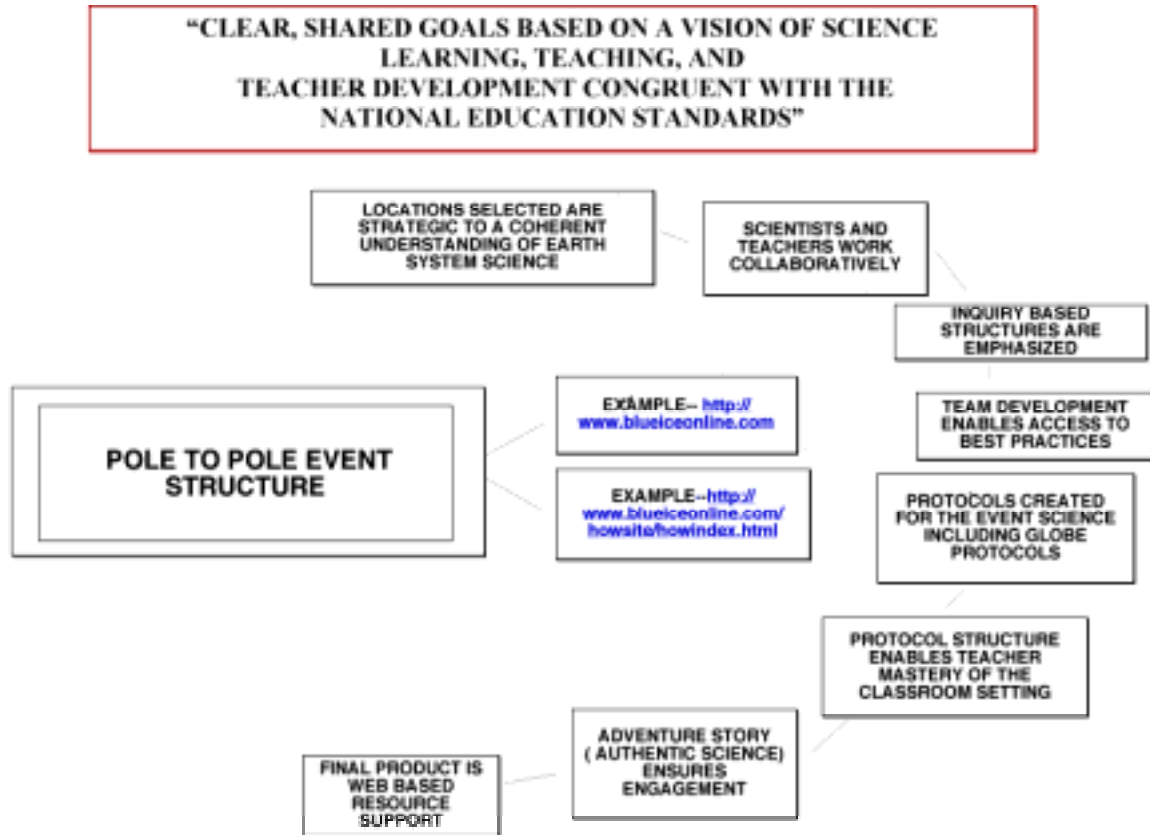 “CLEAR, SHARED GOALS BASED ON A VISION OF SCIENCE
LEARNING, TEACHING, AND
TEACHER DEVELOPMENT CONGRUENT WITH THE
NATIONAL EDUCATION STANDARDS”
LOCATIONS SELECTED ARE
STRATEGIC TO A COHERENT
UNDERSTANDING OF EARTH
SYSTEM SCIENCE
SCIENTISTS AND
TEACHERS WORK
COLLABORATIVELY
INQUIRY BASED
STRUCTURES ARE
EMPHASIZED
TEAM DEVELOPMENT
ENABLES ACCESS TO
BEST PRACTICES
PROTOCOLS CREATED
FOR THE EVENT SCIENCE
INCLUDING GLOBE
PROTOCOLS
PROTOCOL STRUCTURE
ENABLES TEACHER
MASTERY OF THE
CLASSROOM SETTING
ADVENTURE STORY
( AUTHENTIC SCIENCE)
ENSURES
ENGAGEMENT
FINAL PRODUCT IS
WEB BASED
RESOURCE
SUPPORT
POLE TO POLE EVENT
STRUCTURE
EXAMPLE-- http://
www.blueiceonline.com
EXAMPLE--http://
www.blueiceonline.com/
howsite/howindex.html